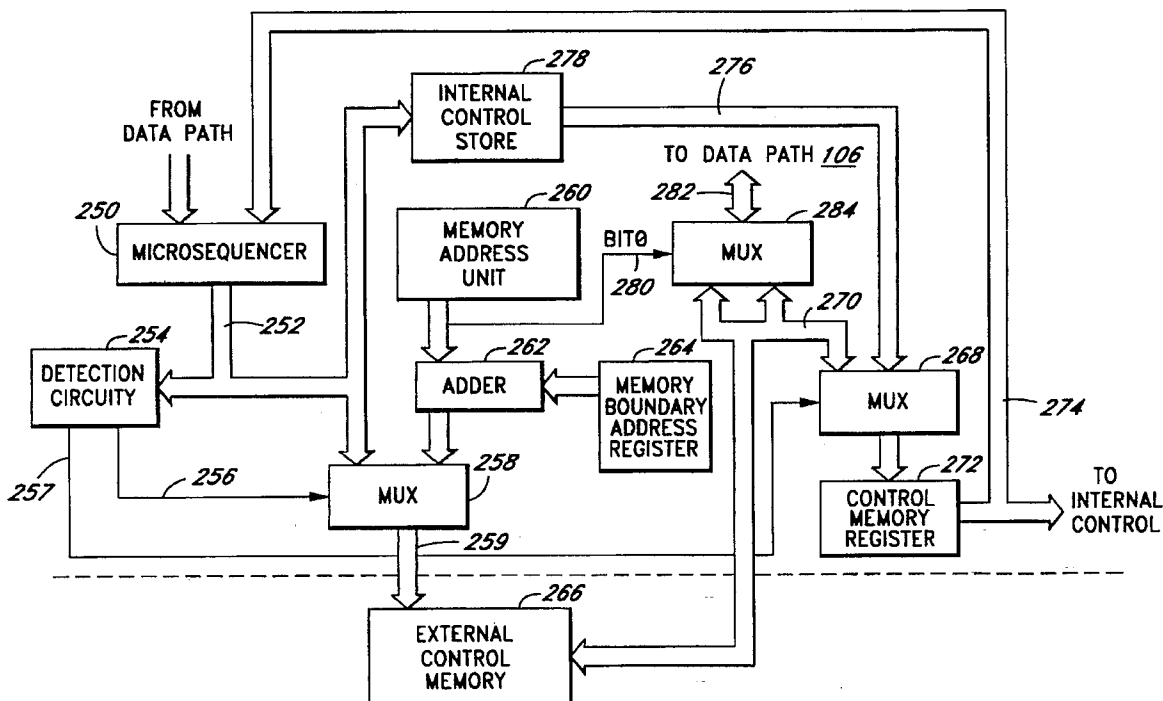 278
276
INTERNAL
CONTROL
STORE
FROM
DATA PATH
TO DATA PATH 106
282
284
260
250
MICROSEQUENCER
MEMORY
ADDRESS
UNIT
BIT0
280
MUX
252
270
254
262
264
268
DETECTION
CIRCUITY
ADDER
MEMORY
BOUNDARY
ADDRESS
REGISTER
MUX
274
257
256
258
MUX
272
CONTROL
MEMORY
REGISTER
TO
INTERNAL
CONTROL
259
266
EXTERNAL
CONTROL
MEMORY